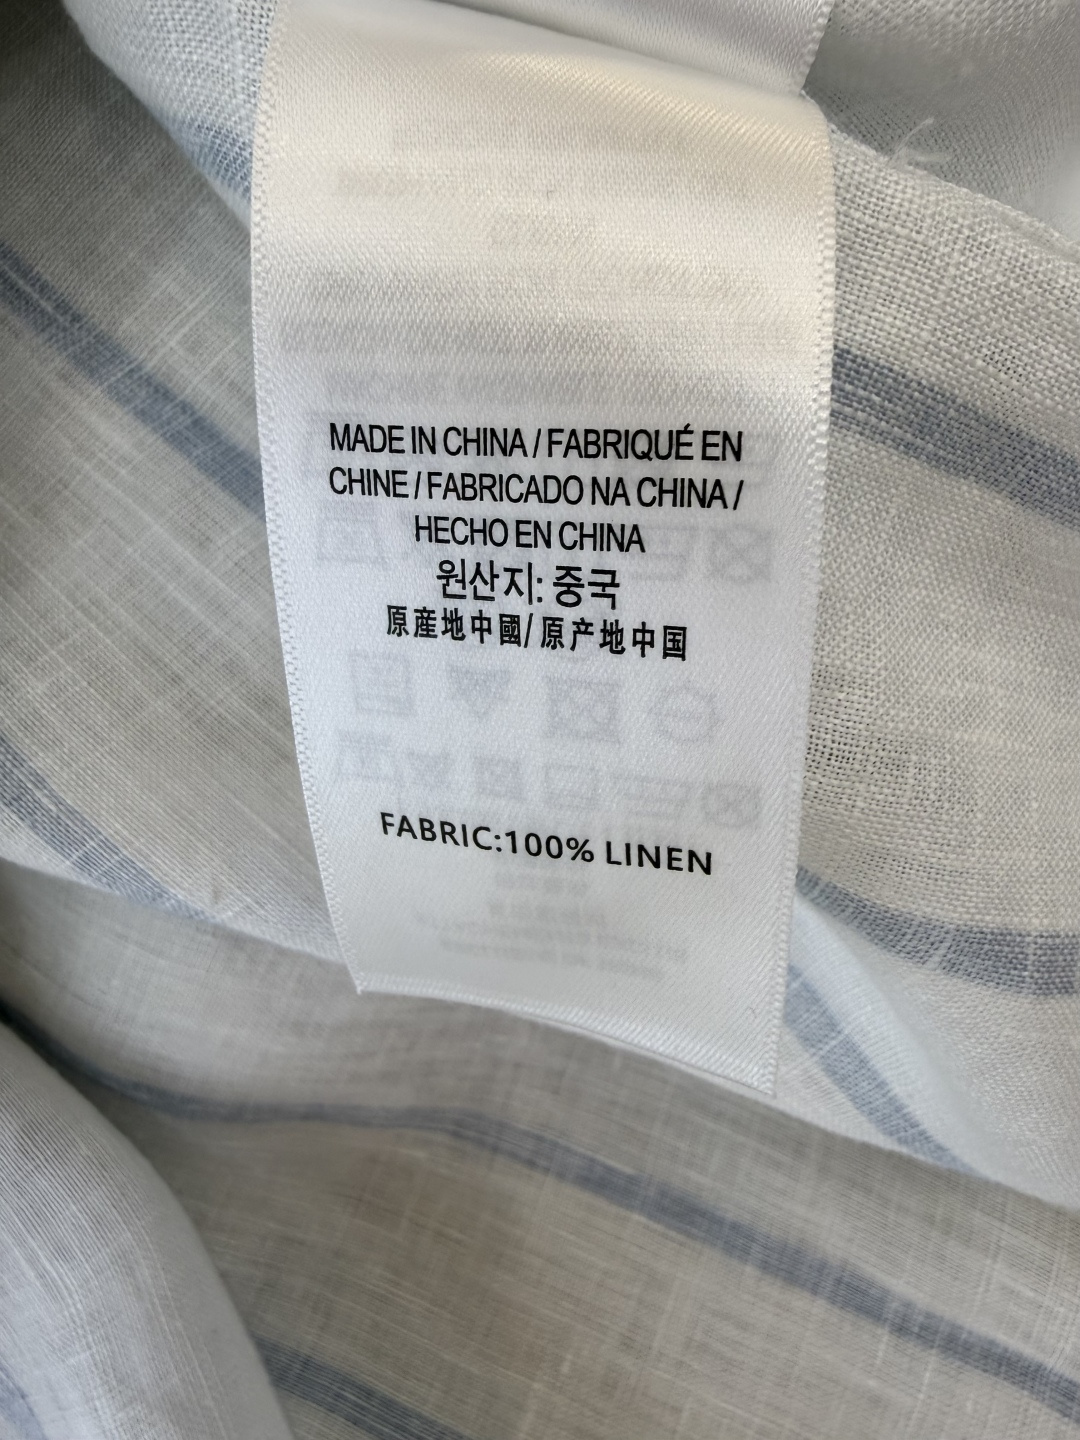 MADE IN CHINA / FABRIQUÉ EN
CHINE / FABRICADO NA CHINA /
HECHO EN CHINA
원산지: 중국
原産地中國/ 原产地中国
FABRIC:100% LINEN